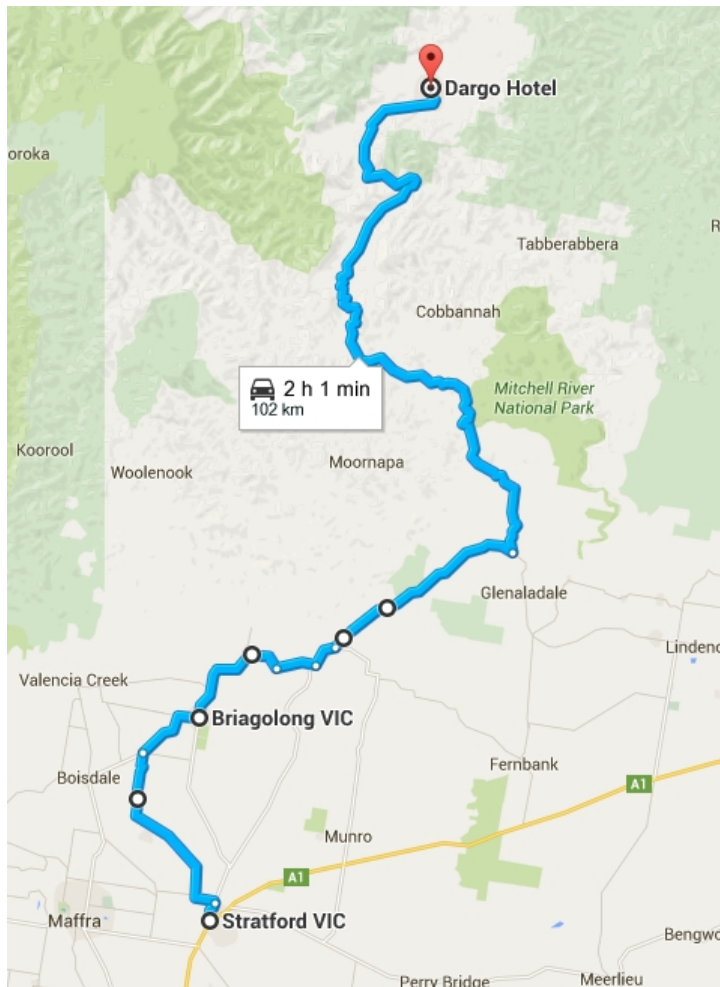 Dargo Hotel
oroka
R
Tabberabbera
Cobbannah
2 h 1 min
102 km
Mitchell River
National Park
Koorool
Moornapa
Woolenook
Glenaladale
Lindeno
Valencia Creek
Briagolong VIC
Fernbank
Boisdale
A1
Munro
A1
Maffra
Stratford VIC
Bengwo
Perry Bridge
Meerlieu